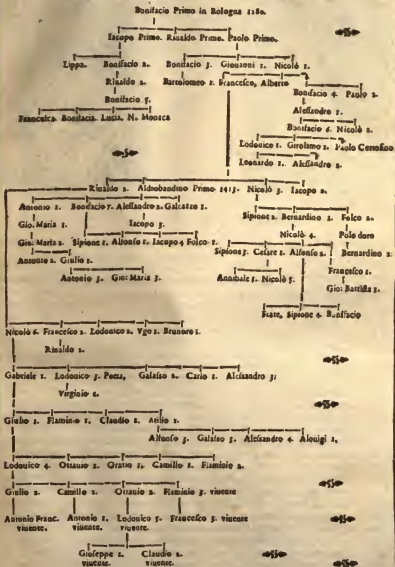 Bonifacio Primo in Bologna 1180.
Iacopo Primo. Rinaldo Primo. Paolo Primo.
Lippa. Bonifacio 2. Bonifacio 3. Giouanni 1. Nicolò 1.
Rinaldo 2. Bartolomeo 1. Francesco, Alberto Bonifacio 4. Paolo 2.
Bonifacio 5. Alessandro 1.
Francesca. Bonifacia. Lucia. N. Monaca Bonifacio 6. Nicolò 2.
Lodouico 1. Girolamo 2. Paolo
Leonardo 1. Alessandro 2.
Rinaldo 2. Aldrobandino Primo 1413. Nicolò 3. Iacopo 2.
Antonio 1. Bonifacio 7. Alessandro 2. Galeazzo 1. Sipione 2. Bernardino 1. Folco 2.
Gio. Maria 1. Iacopo 3. Nicolò 4. Polo doro
Gio. Maria 2. Sipione 1. Alfonso 1. Iacopo 4 Folco 1. Sipione 3. Cesare 1. Alfonso 2. Bernardino 2
Antonio 2. Giulio 1. Francesco 1.
Antonio 3. Gio: Maria 3. Annibale 1. Nicolò 5. Gio: Battista 1.
Frate, Sipione 4. Bonifacio
Nicolò 6. Francesco 2. Lodouico 2. Vgo 1. Brunoro 1.
Rinaldo 2.
Gabriele 1. Lodouico 3. Galasso 2. Carlo 1. Alessandro 3:
Virginio 1.
Giulio 1. Flaminio 1. Claudio 1. Atilio 1.
Alfonso 3. Galasso 3. Alessandro 4. Alouigi 1,
Lodouico 4. Ottauio 1. Oratio 1. Camillo 1. Flaminio 2.
Giulio 2. Camillo 2. Ottauio 2. Flaminio 3. viuente
Antonio Franc. Antonio 1. Lodouico 5. Francesco 3. viuente
viuente. viuente. viuente.
Gioseppe 1. Claudio 2.
viuente. viuente.